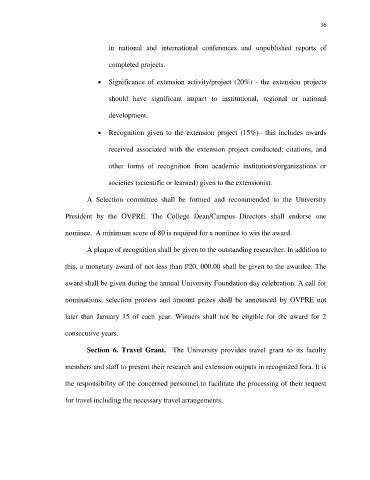 36
in national and international conferences and unpublished reports of
completed projects.
• Significance of extension activity/project (20%) - the extension projects
should have significant impact to institutional, regional or national
development.
• Recognition given to the extension project (15%)– this includes awards
received associated with the extension project conducted; citations, and
other forms of recognition from academic institutions/organizations or
societies (scientific or learned) given to the extensionist.
A Selection committee shall be formed and recommended to the University
President by the OVPRE. The College Dean/Campus Directors shall endorse one
nominee. A minimum score of 80 is required for a nominee to win the award.
A plaque of recognition shall be given to the outstanding researcher. In addition to
this, a monetary award of not less than P20, 000.00 shall be given to the awardee. The
award shall be given during the annual University Foundation day celebration. A call for
nominations, selection process and amount prizes shall be announced by OVPRE not
later than January 15 of each year. Winners shall not be eligible for the award for 2
consecutive years.
Section 6. Travel Grant. The University provides travel grant to its faculty
members and staff to present their research and extension outputs in recognized fora. It is
the responsibility of the concerned personnel to facilitate the processing of their request
for travel including the necessary travel arrangements.